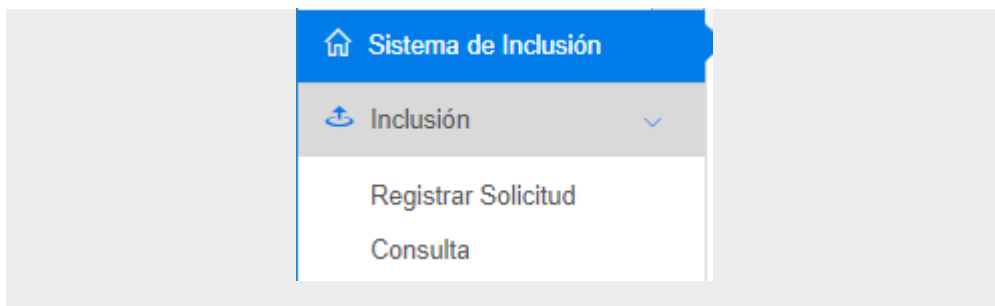 Sistema de Inclusión
Inclusión
Registrar Solicitud
Consulta